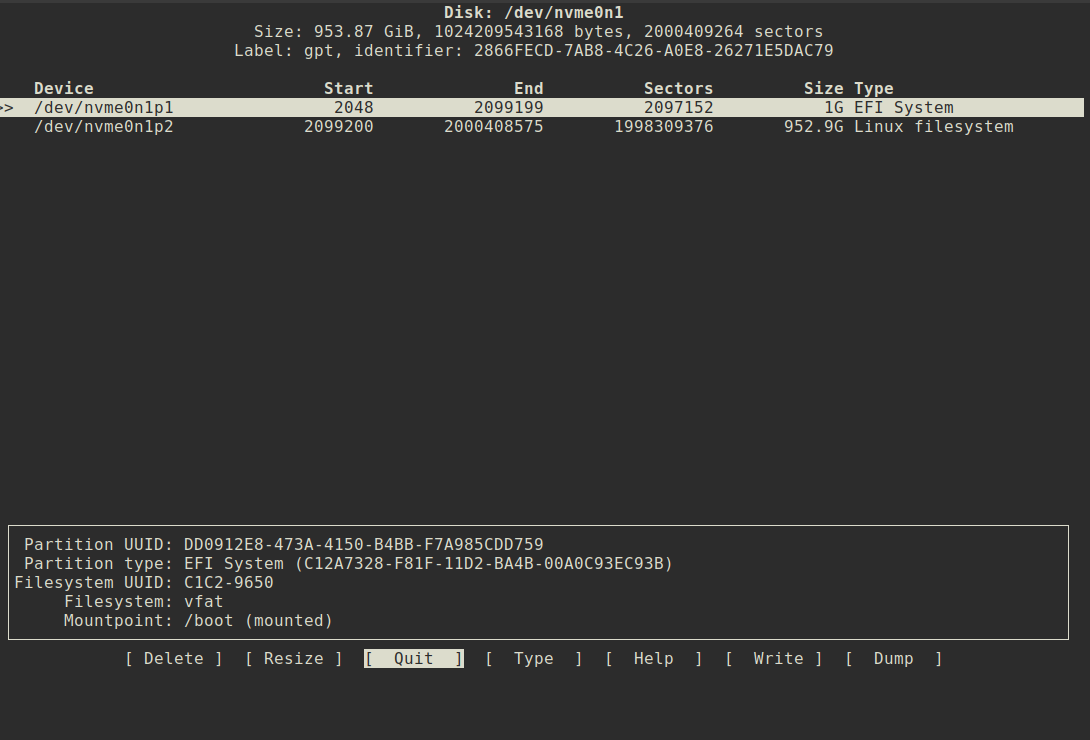 Disk: /dev/nvme0n1
Size: 953.87 GiB, 1024209543168 bytes, 2000409264 sectors
Label: gpt, identifier: 2866FECD-7AB8-4C26-A0E8-26271E5DAC79
Device Start End Sectors Size Type
>> /dev/nvme0n1p1 2048 2099199 2097152 1G EFI System
/dev/nvme0n1p2 2099200 2000408575 1998309376 952.9G Linux filesystem
Partition UUID: DD0912E8-473A-4150-B4BB-F7A985CDD759
Partition type: EFI System (C12A7328-F81F-11D2-BA4B-00A0C93EC93B)
Filesystem UUID: C1C2-9650
Filesystem: vfat
Mountpoint: /boot (mounted)
[ Delete ] [ Resize ] [ Quit ] [ Type ] [ Help ] [ Write ] [ Dump ]